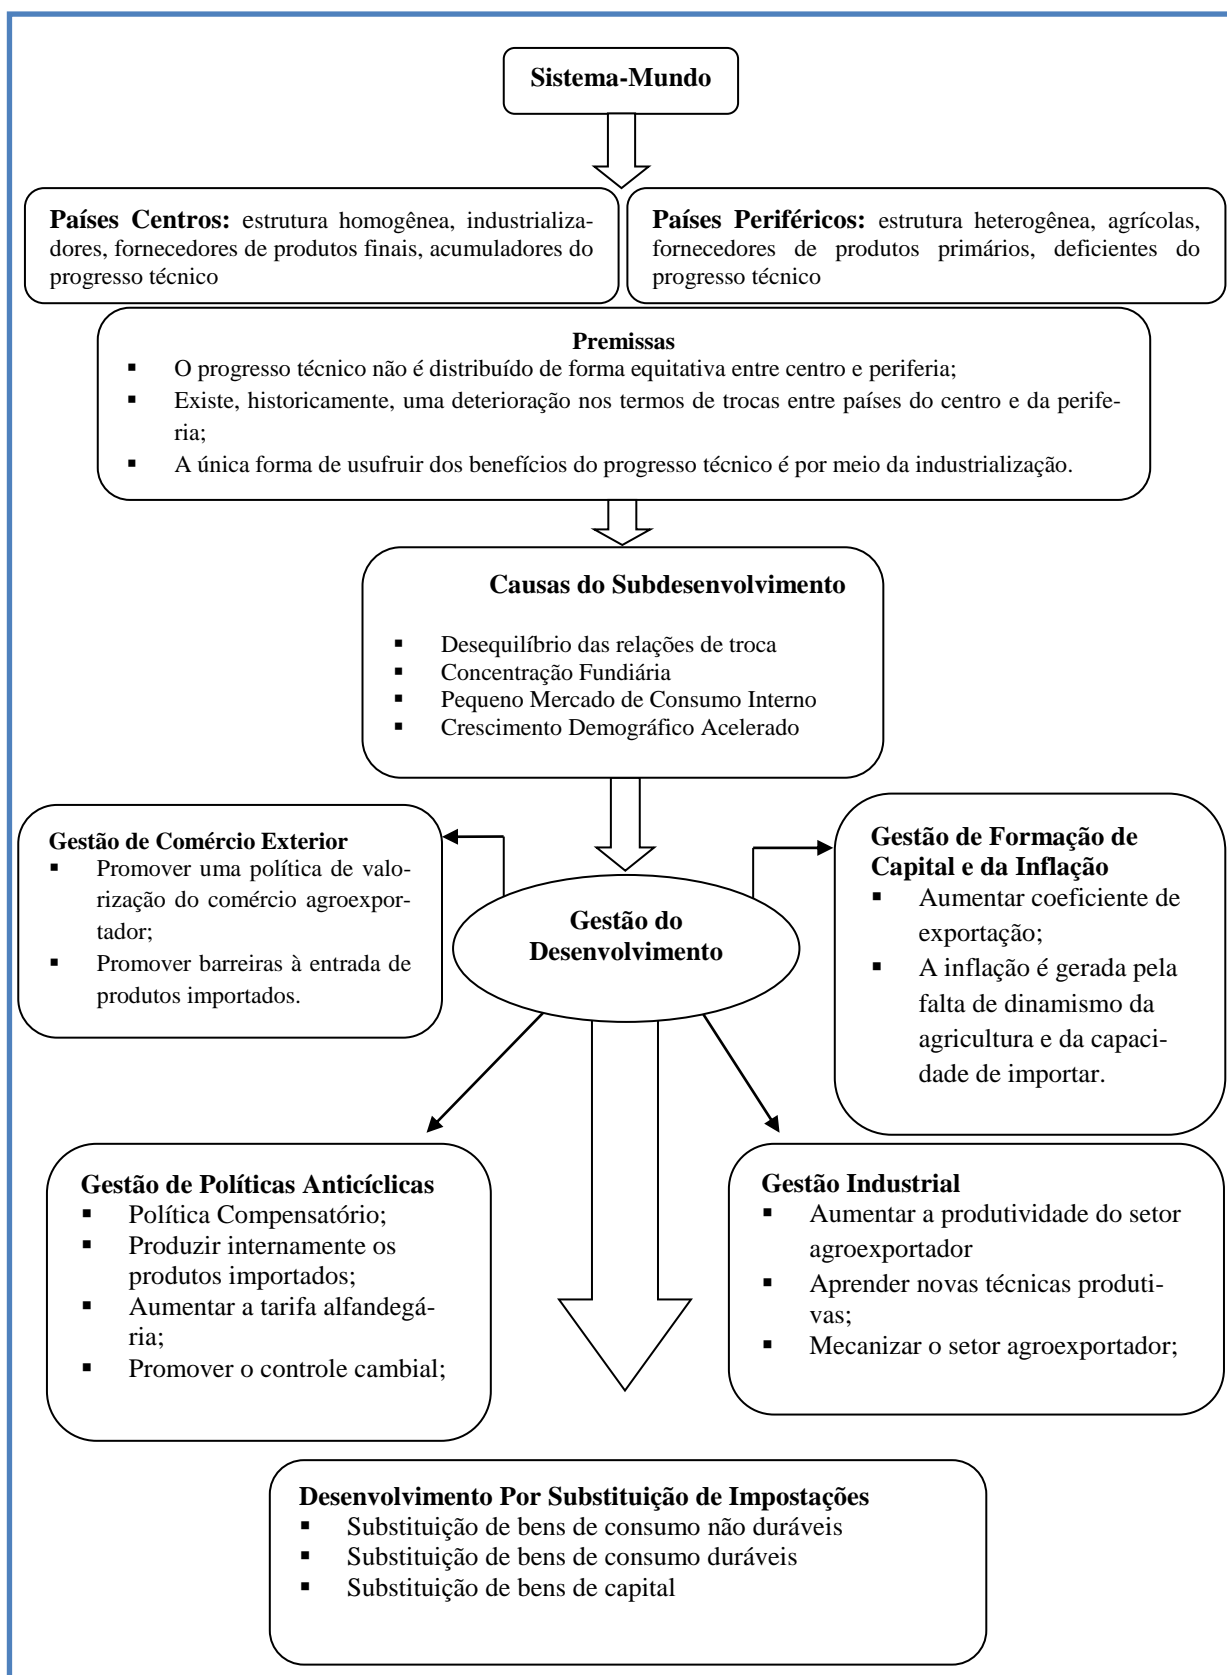 Sistema-Mundo
Países Centros: estrutura homogênea, industrializa-
dores, fornecedores de produtos finais, acumuladores do
progresso técnico
Países Periféricos: estrutura heterogênea, agrícolas,
fornecedores de produtos primários, deficientes do
progresso técnico
Premissas
▪ O progresso técnico não é distribuído de forma equitativa entre centro e periferia;
▪ Existe, historicamente, uma deterioração nos termos de trocas entre países do centro e da perife-
ria;
▪ A única forma de usufruir dos benefícios do progresso técnico é por meio da industrialização.
Causas do Subdesenvolvimento
▪ Desequilíbrio das relações de troca
▪ Concentração Fundiária
▪ Pequeno Mercado de Consumo Interno
▪ Crescimento Demográfico Acelerado
Gestão de Comércio Exterior
▪ Promover uma política de valo-
rização do comércio agroexpor-
tador;
▪ Promover barreiras à entrada de
produtos importados.
Gestão do
Desenvolvimento
Gestão de Formação de
Capital e da Inflação
▪ Aumentar coeficiente de
exportação;
▪ A inflação é gerada pela
falta de dinamismo da
agricultura e da capaci-
dade de importar.
Gestão de Políticas Anticíclicas
▪ Política Compensatório;
▪ Produzir internamente os
produtos importados;
▪ Aumentar a tarifa alfandegá-
ria;
▪ Promover o controle cambial;
Gestão Industrial
▪ Aumentar a produtividade do setor
agroexportador
▪ Aprender novas técnicas produti-
vas;
▪ Mecanizar o setor agroexportador;
Desenvolvimento Por Substituição de Impostações
▪ Substituição de bens de consumo não duráveis
▪ Substituição de bens de consumo duráveis
▪ Substituição de bens de capital